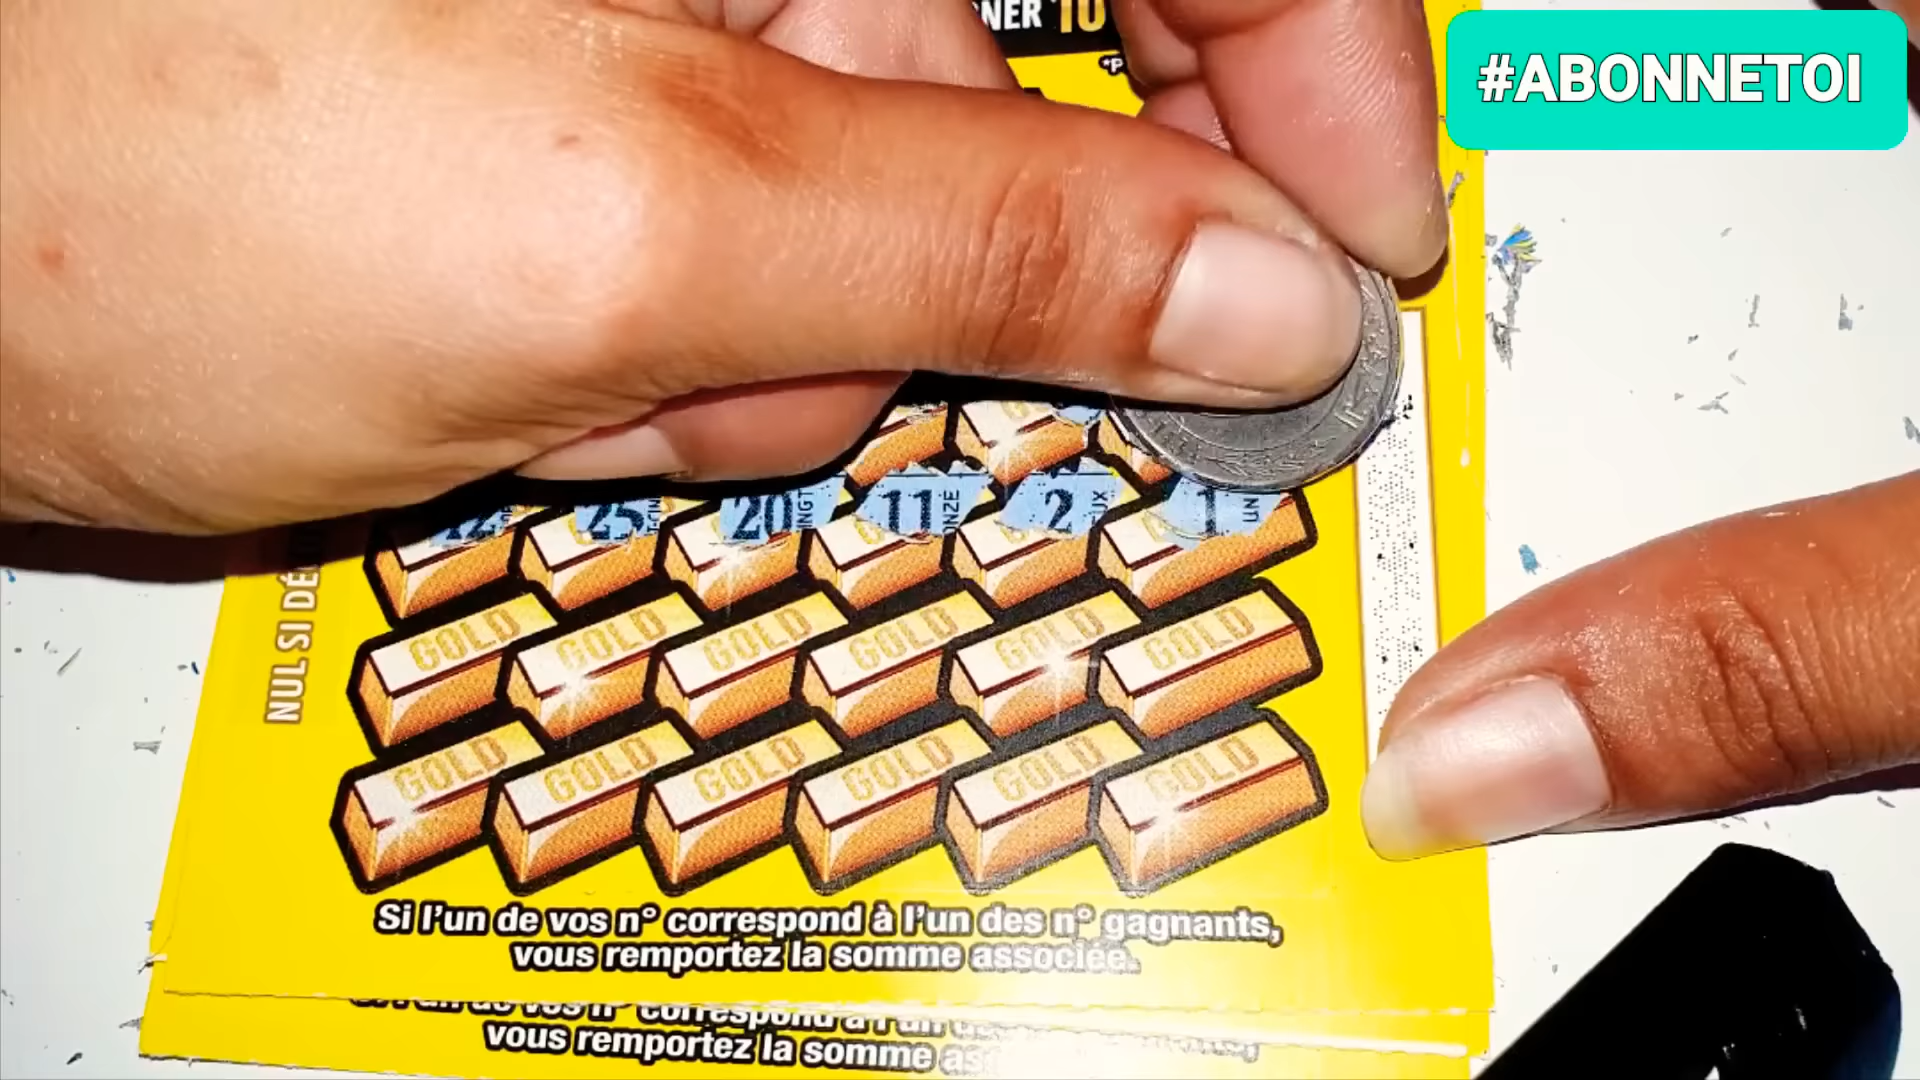 #ABONNETOI
NER 10
25 20 11 2 1
ONZE UN
NUL SI
GOLD GOLD GOLD GOLD GOLD GOLD
GOLD GOLD GOLD GOLD GOLD GOLD
Si l'un de vos n° correspond à l'un des n° gagnants,
vous remportez la somme associée.
vous remportez la somme